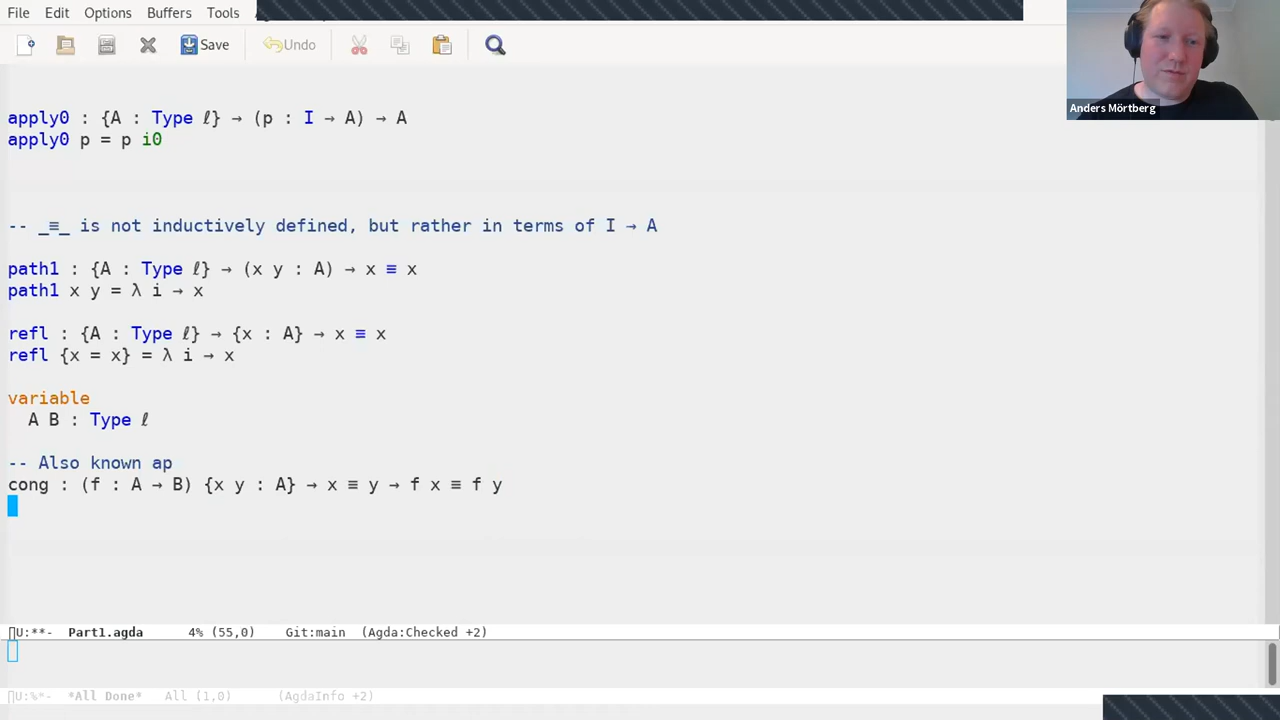 File Edit Options Buffers Tools
Save Undo
Anders Mörtberg
apply0 : {A : Type ℓ} → (p : I → A) → A
apply0 p = p i0
-- _≡_ is not inductively defined, but rather in terms of I → A
path1 : {A : Type ℓ} → (x y : A) → x ≡ x
path1 x y = λ i → x
refl : {A : Type ℓ} → {x : A} → x ≡ x
refl {x = x} = λ i → x
variable
A B : Type ℓ
-- Also known ap
cong : (f : A → B) {x y : A} → x ≡ y → f x ≡ f y
U:**- Part1.agda 4% (55,0) Git:main (Agda:Checked +2)
U:%*- *All Done* All (1,0) (AgdaInfo +2)